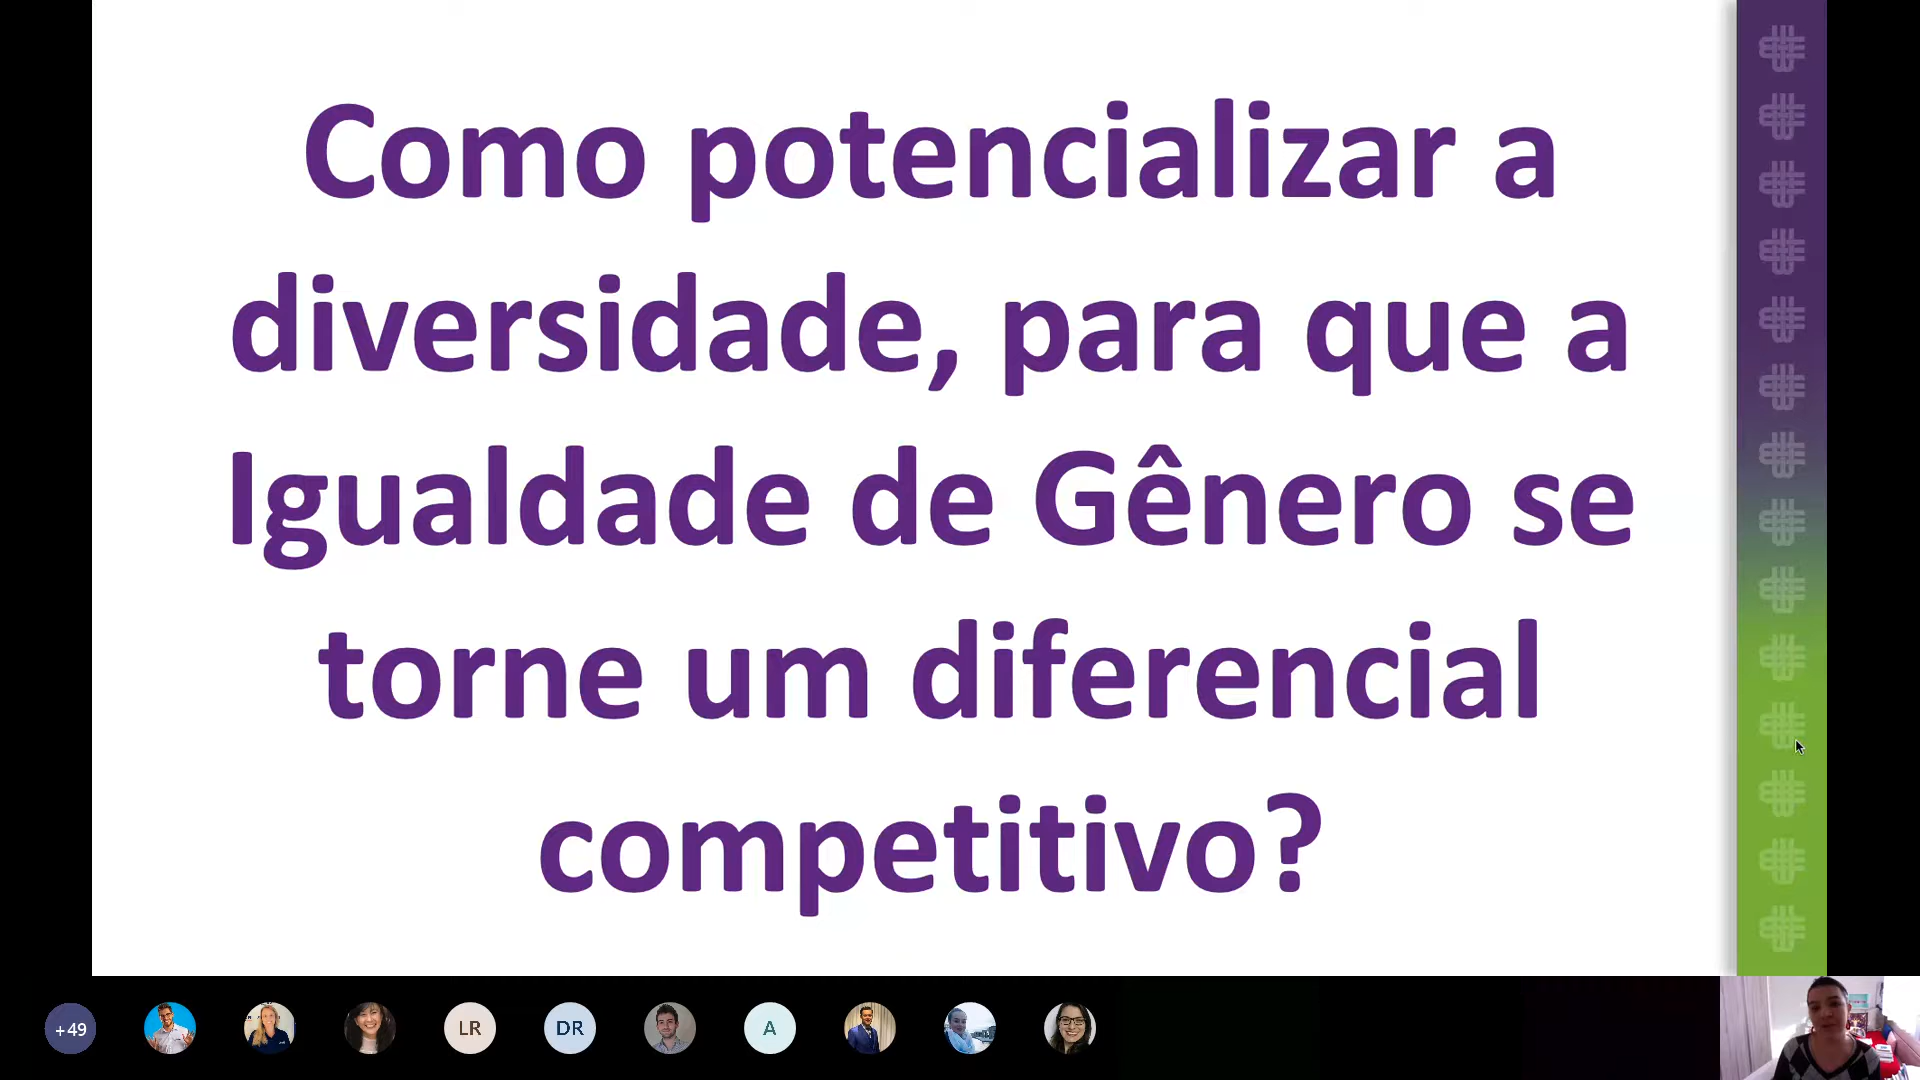 Como potencializar a
diversidade, para que a
Igualdade de Gênero se
torne um diferencial
competitivo?
+49
LR
DR
A